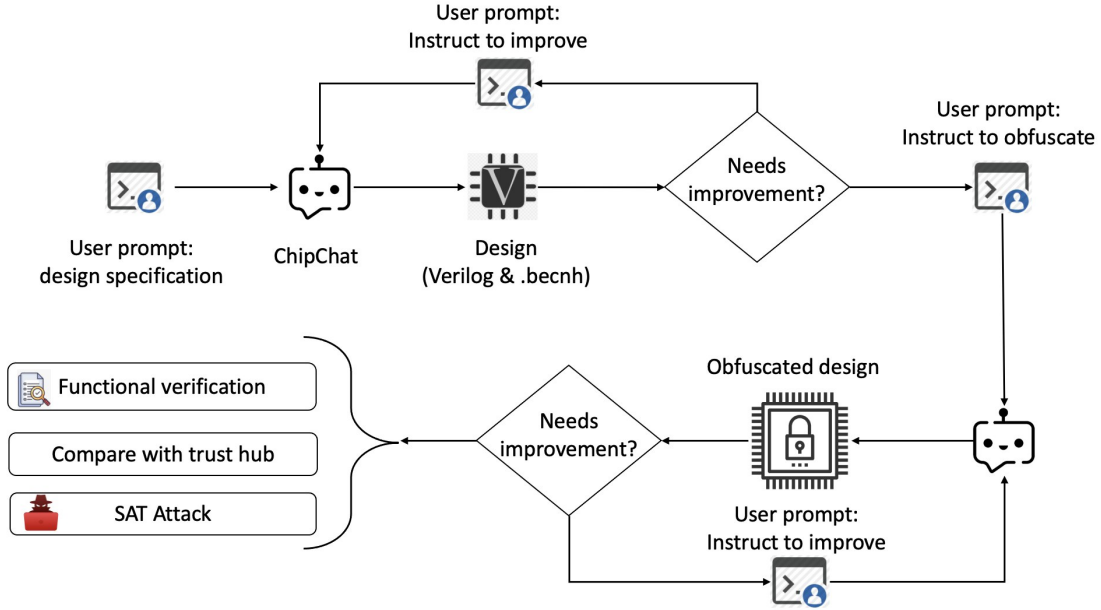 User prompt:
Instruct to improve
User prompt:
Instruct to obfuscate
Needs
improvement?
V
User prompt:
design specification
ChipChat
Design
(Verilog & .becnh)
Functional verification
Compare with trust hub
SAT Attack
Needs
improvement?
Obfuscated design
User prompt:
Instruct to improve